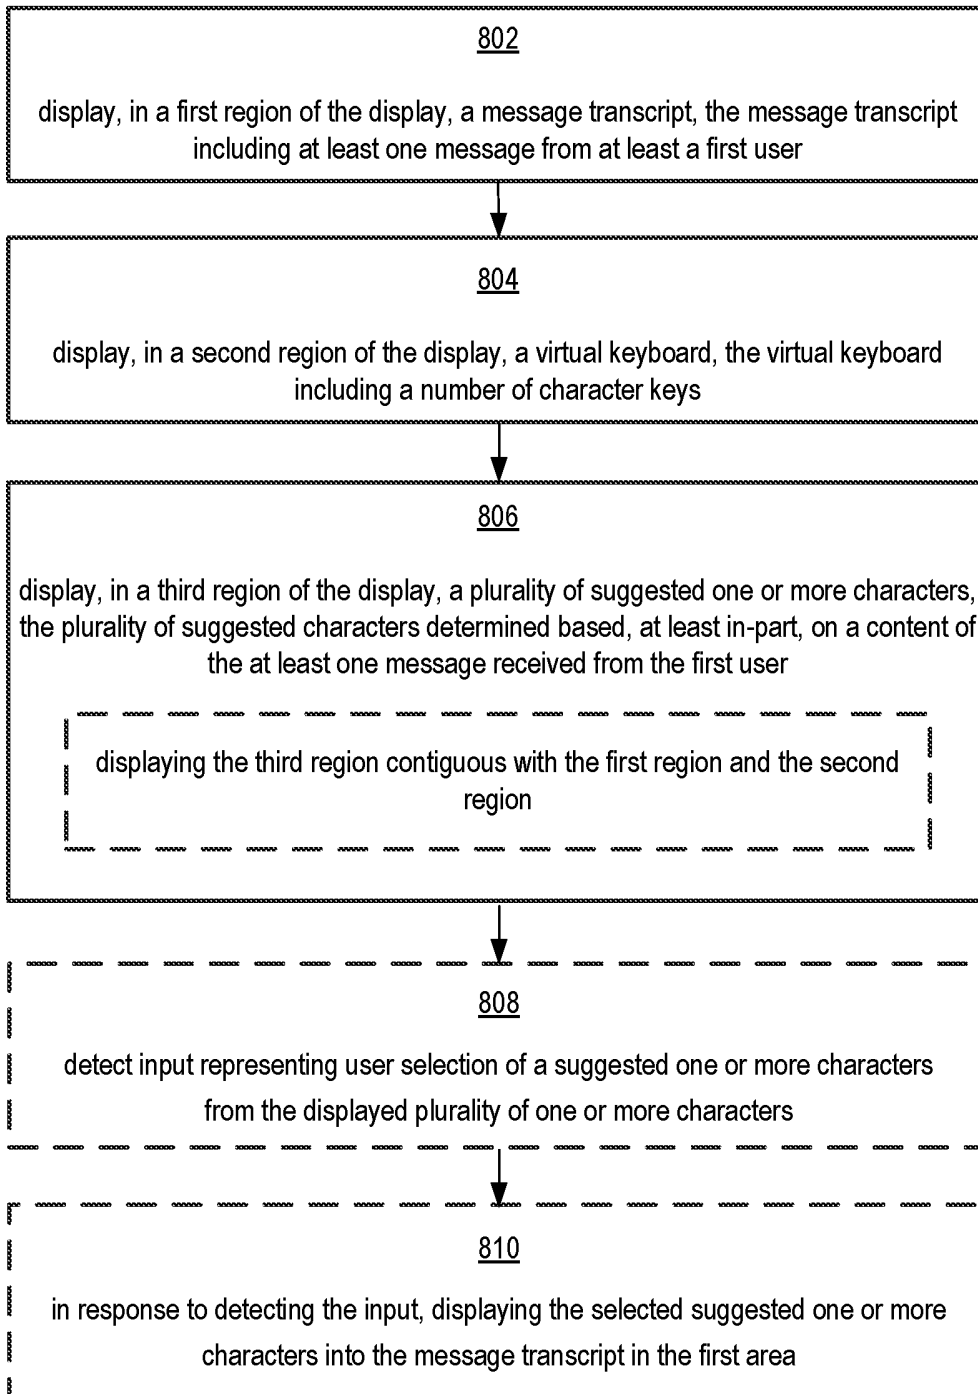 802
display, in a first region of the display, a message transcript, the message transcript
including at least one message from at least a first user
804
display, in a second region of the display, a virtual keyboard, the virtual keyboard
including a number of character keys
806
display, in a third region of the display, a plurality of suggested one or more characters,
the plurality of suggested characters determined based, at least in-part, on a content of
the at least one message received from the first user
displaying the third region contiguous with the first region and the second
region
808
detect input representing user selection of a suggested one or more characters
from the displayed plurality of one or more characters
810
in response to detecting the input, displaying the selected suggested one or more
characters into the message transcript in the first area